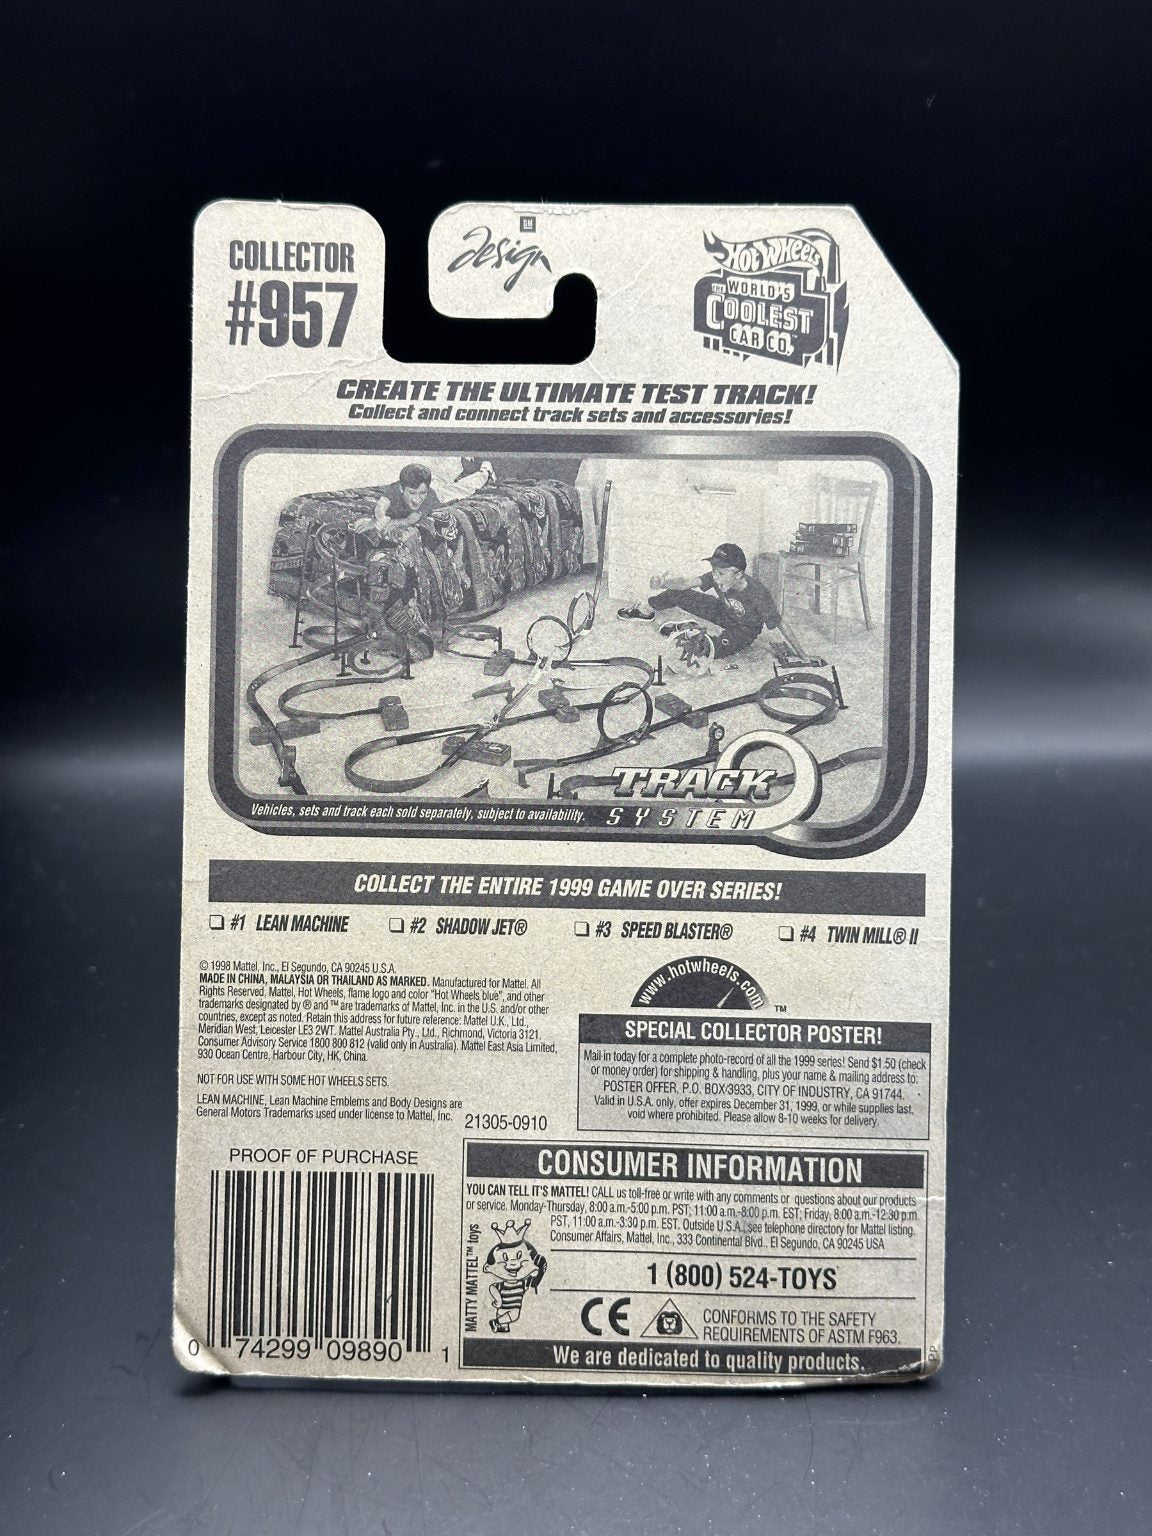 COLLECTOR
#957
GM
Design
HOT WHEELS
THE WORLD'S
COOLEST
CAR CO.™
CREATE THE ULTIMATE TEST TRACK!
Collect and connect track sets and accessories!
TRACK
SYSTEM
Vehicles, sets and track each sold separately, subject to availability.
COLLECT THE ENTIRE 1999 GAME OVER SERIES!
#1 LEAN MACHINE
#2 SHADOW JET®
#3 SPEED BLASTER®
#4 TWIN MILL® II
© 1998 Mattel, Inc., El Segundo, CA 90245 U.S.A.
MADE IN CHINA, MALAYSIA OR THAILAND AS MARKED. Manufactured for Mattel. All
Rights Reserved. Mattel, Hot Wheels, flame logo and color "Hot Wheels blue", and other
trademarks designated by ® and ™ are trademarks of Mattel, Inc. in the U.S. and/or other
countries, except as noted. Retain this address for future reference: Mattel U.K., Ltd.,
Meridian West, Leicester LE3 2WT. Mattel Australia Pty., Ltd., Richmond, Victoria 3121.
Consumer Advisory Service 1800 800 812 (valid only in Australia). Mattel East Asia Limited,
930 Ocean Centre, Harbour City, HK, China.
NOT FOR USE WITH SOME HOT WHEELS SETS.
LEAN MACHINE, Lean Machine Emblems and Body Designs are
General Motors Trademarks used under license to Mattel, Inc.
21305-0910
www.hotwheels.com
™
SPECIAL COLLECTOR POSTER!
Mail in today for a complete photo-record of all the 1999 series! Send $1.50 (check
or money order) for shipping & handling, plus your name & mailing address to:
POSTER OFFER, P.O. BOX 3933, CITY OF INDUSTRY, CA 91744.
Valid in U.S.A. only, offer expires December 31, 1999, or while supplies last,
void where prohibited. Please allow 8-10 weeks for delivery.
PROOF OF PURCHASE
0 74299 09890 1
CONSUMER INFORMATION
YOU CAN TELL IT'S MATTEL! CALL us toll-free or write with any comments or questions about our products
or service. Monday-Thursday, 8:00 a.m.-5:00 p.m. PST; 11:00 a.m.-8:00 p.m. EST; Friday, 8:00 a.m.-12:30 p.m.
PST, 11:00 a.m.-3:30 p.m. EST. Outside U.S.A., see telephone directory for Mattel listing.
Consumer Affairs, Mattel, Inc., 333 Continental Blvd., El Segundo, CA 90245 USA
MATTY MATTEL™ toys
1 (800) 524-TOYS
CE
CONFORMS TO THE SAFETY
REQUIREMENTS OF ASTM F963.
We are dedicated to quality products.
PP